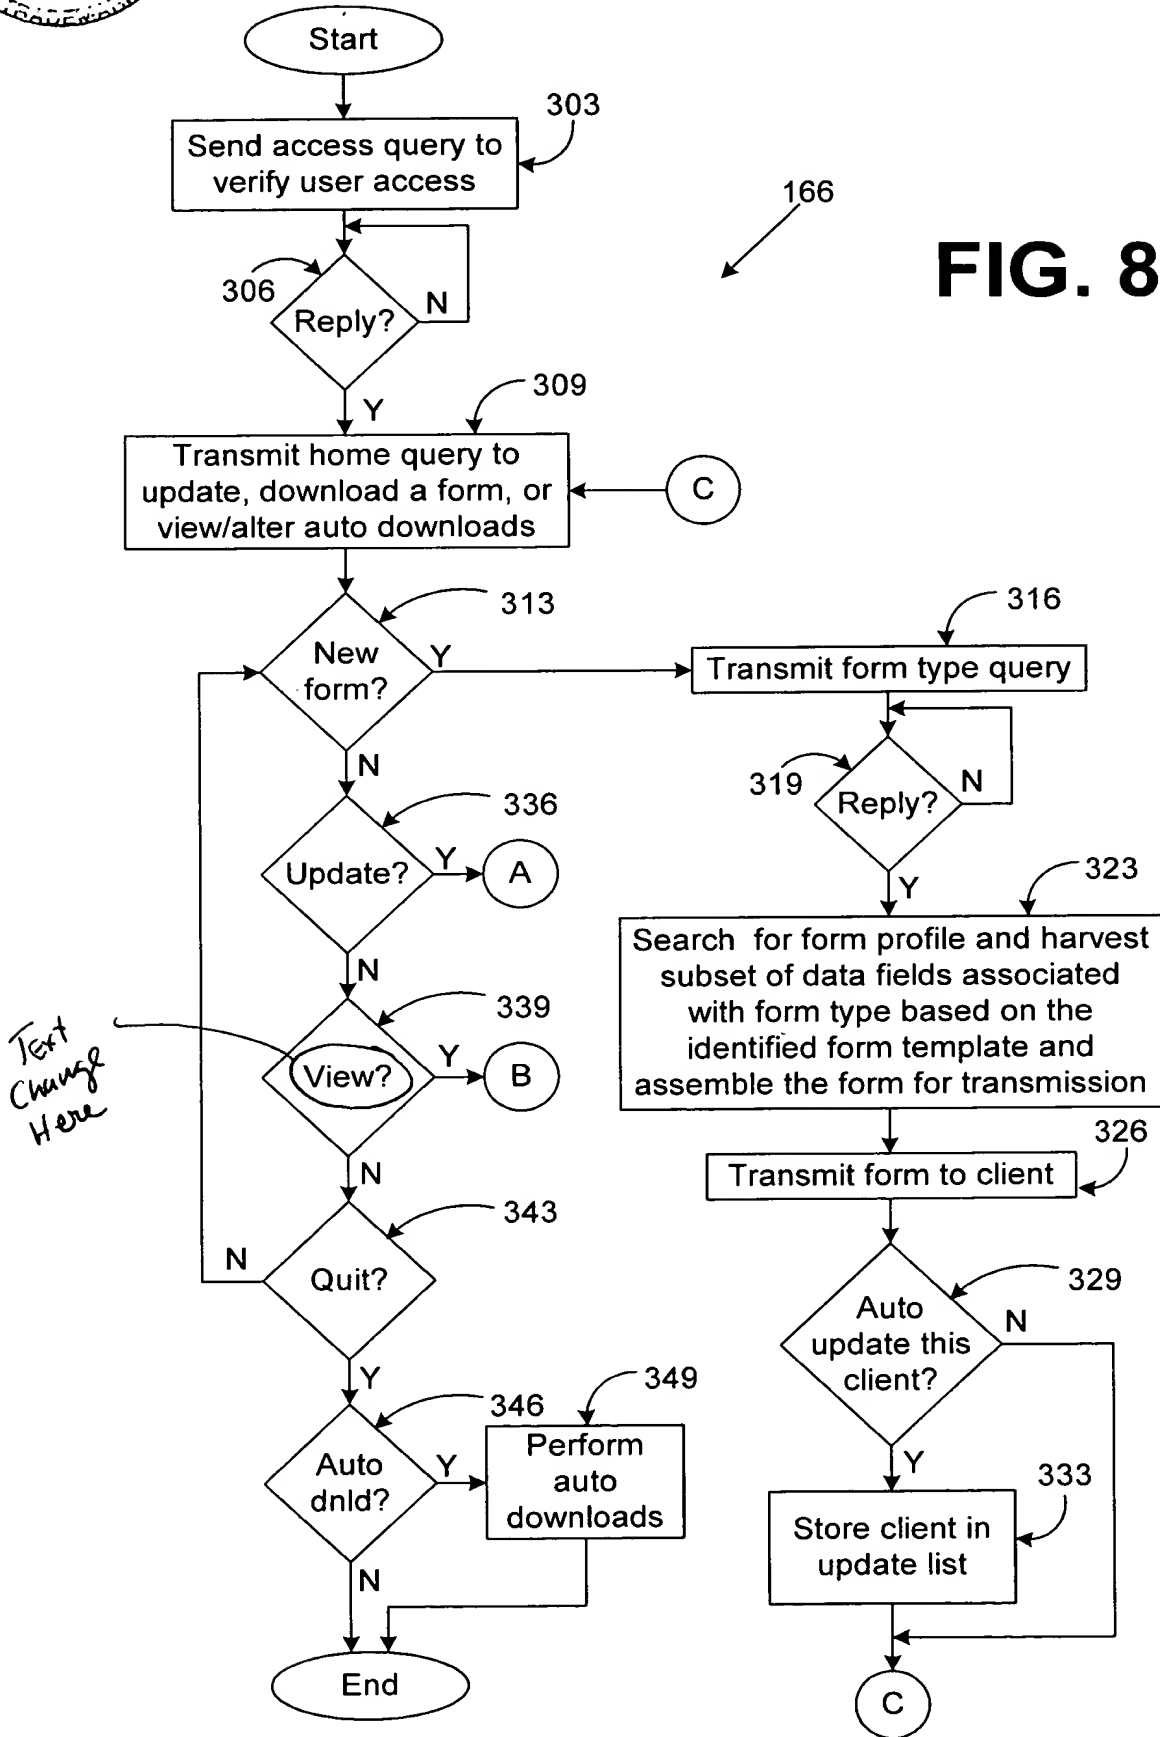 Start
303
Send access query to
verify user access
166
FIG. 8
306
Reply?
N
Y
309
Transmit home query to
update, download a form, or
view/alter auto downloads
C
313
New
form?
Y
N
316
Transmit form type query
319
Reply?
N
Y
336
Update?
Y
A
N
323
Search for form profile and harvest
subset of data fields associated
with form type based on the
identified form template and
assemble the form for transmission
339
View?
Y
B
N
Text
Change
Here
326
Transmit form to client
343
Quit?
N
Y
329
Auto
update this
client?
N
Y
346
Auto
dnld?
Y
N
349
Perform
auto
downloads
333
Store client in
update list
End
C